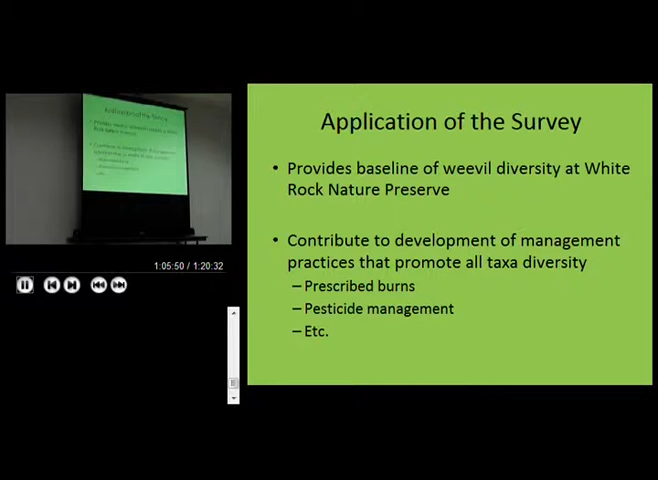 1:05:50 / 1:20:32
Application of the Survey
• Provides baseline of weevil diversity at White
Rock Nature Preserve
• Contribute to development of management
practices that promote all taxa diversity
– Prescribed burns
– Pesticide management
– Etc.